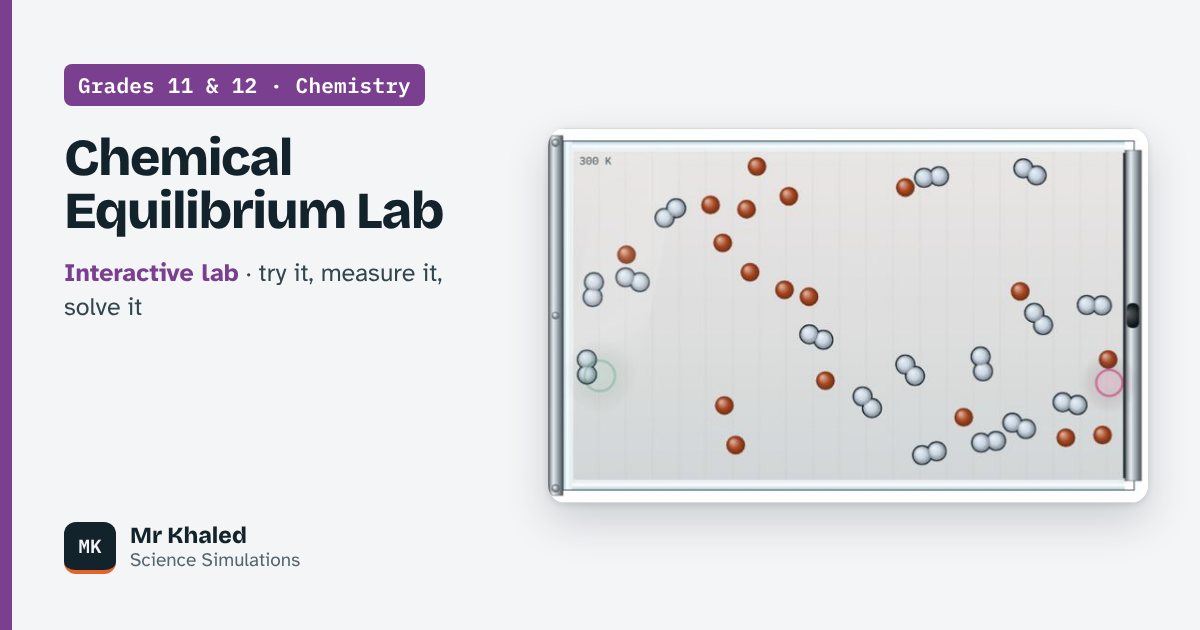 Grades 11 & 12 · Chemistry
Chemical
Equilibrium Lab
Interactive lab · try it, measure it,
solve it
300 K
MK
Mr Khaled
Science Simulations